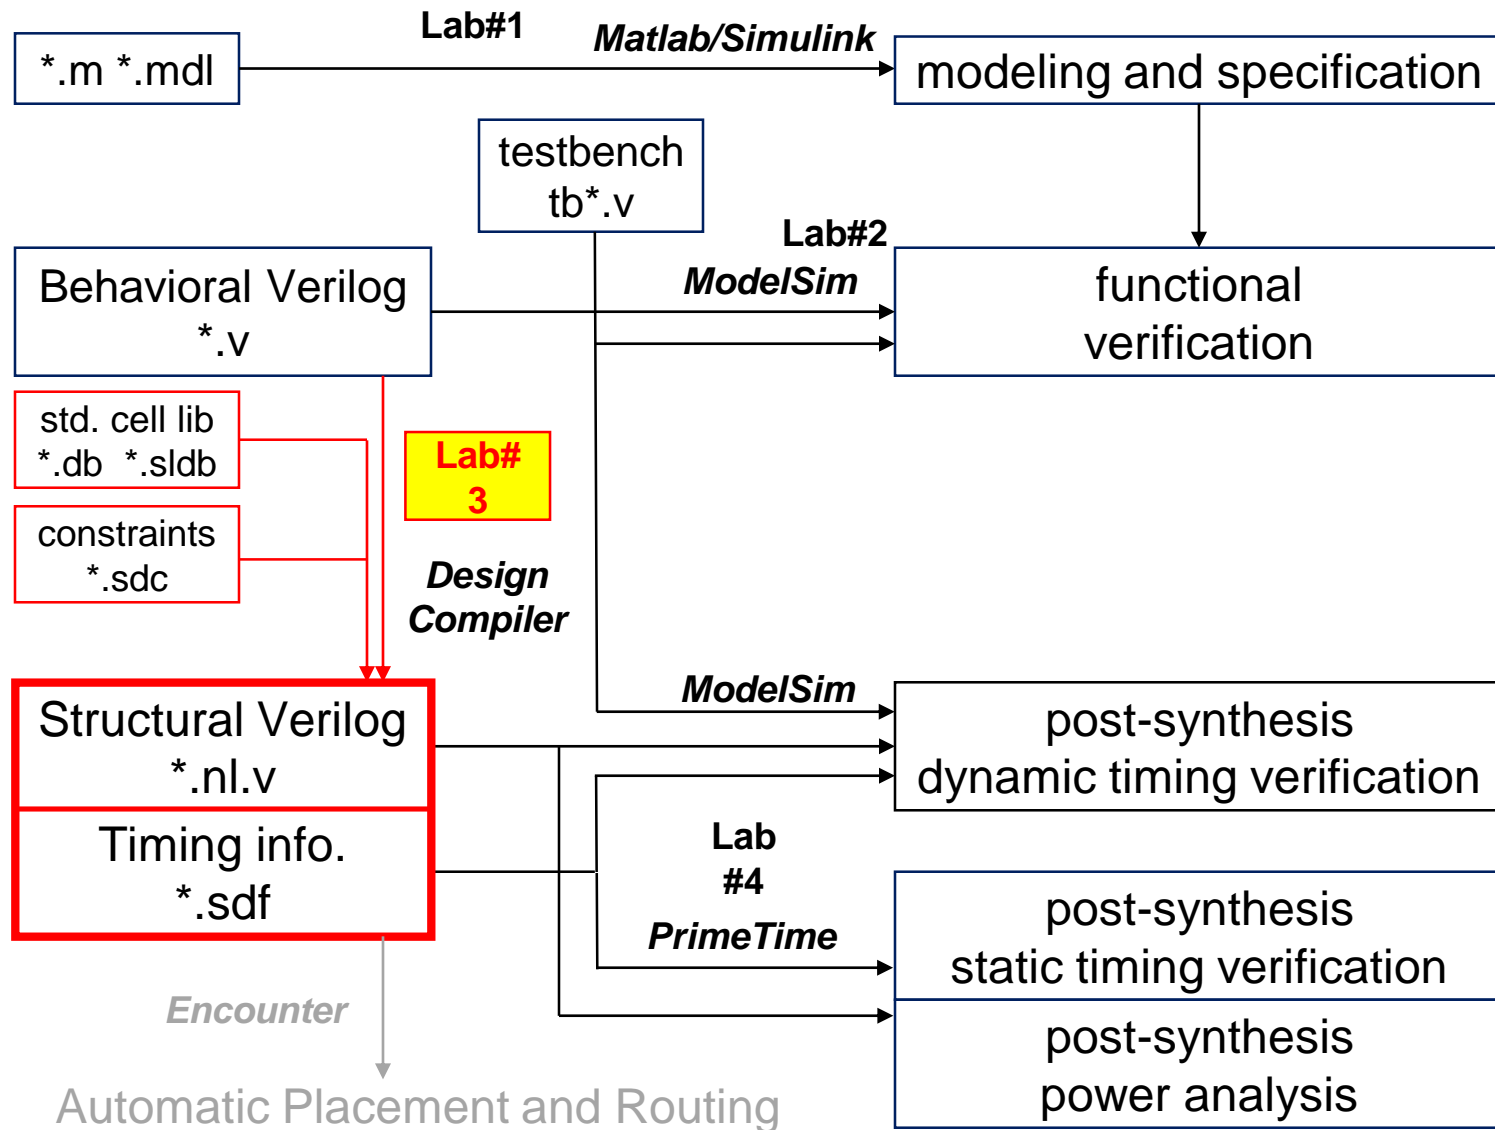 Lab#1
Matlab/Simulink
*.m *.mdl
modeling and specification
testbench
tb*.v
Lab#2
ModelSim
Behavioral Verilog
*.v
functional
verification
std. cell lib
*.db *.sldb
Lab#
3
constraints
*.sdc
Design
Compiler
ModelSim
Structural Verilog
*.nl.v
post-synthesis
dynamic timing verification
Timing info.
*.sdf
Lab
#4
PrimeTime
post-synthesis
static timing verification
Encounter
post-synthesis
power analysis
Automatic Placement and Routing